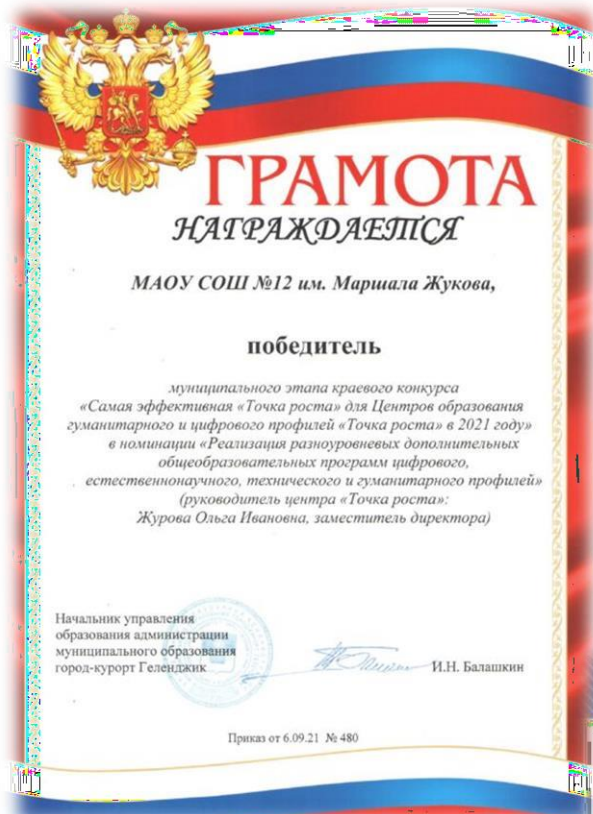 ГРАМОТА
НАГРАЖДАЕТСЯ
МАОУ СОШ №12 им. Маршала Жукова,
победитель
муниципального этапа краевого конкурса
«Самая эффективная «Точка роста» для Центров образования
гуманитарного и цифрового профилей «Точка роста» в 2021 году»
в номинации «Реализация разноуровневых дополнительных
общеобразовательных программ цифрового,
естественнонаучного, технического и гуманитарного профилей»
(руководитель центра «Точка роста»:
Журова Ольга Ивановна, заместитель директора)
Начальник управления
образования администрации
муниципального образования
город-курорт Геленджик
И.Н. Балашкин
Приказ от 6.09.21 № 480